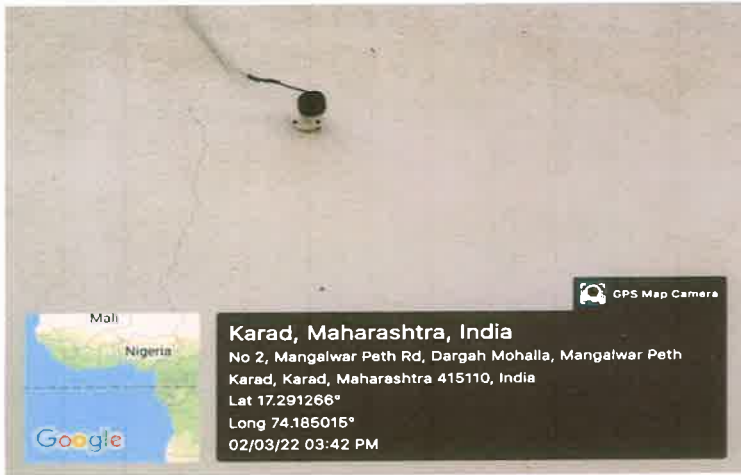 GPS Map Camera
Mali
Nigeria
Google
Karad, Maharashtra, India
No 2, Mangalwar Peth Rd, Dargah Mohalla, Mangalwar Peth
Karad, Karad, Maharashtra 415110, India
Lat 17.291266°
Long 74.185015°
02/03/22 03:42 PM